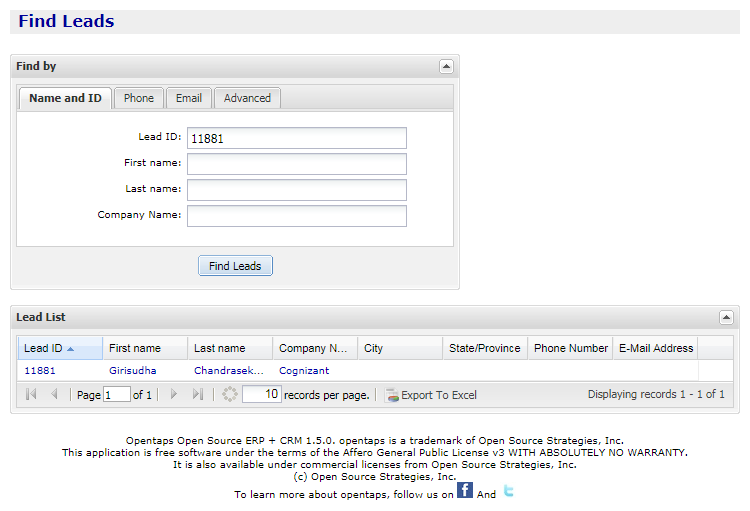 Find Leads
Find by
Name and ID Phone Email Advanced
Lead ID: 11881
First name:
Last name:
Company Name:
Find Leads
Lead List
Lead ID First name Last name Company N... City State/Province Phone Number E-Mail Address
11881 Girisudha Chandrasek... Cognizant
Page 1 of 1 10 records per page. Export To Excel Displaying records 1 - 1 of 1
Opentaps Open Source ERP + CRM 1.5.0. opentaps is a trademark of Open Source Strategies, Inc.
This application is free software under the terms of the Affero General Public License v3 WITH ABSOLUTELY NO WARRANTY.
It is also available under commercial licenses from Open Source Strategies, Inc.
(c) Open Source Strategies, Inc.
To learn more about opentaps, follow us on f And t